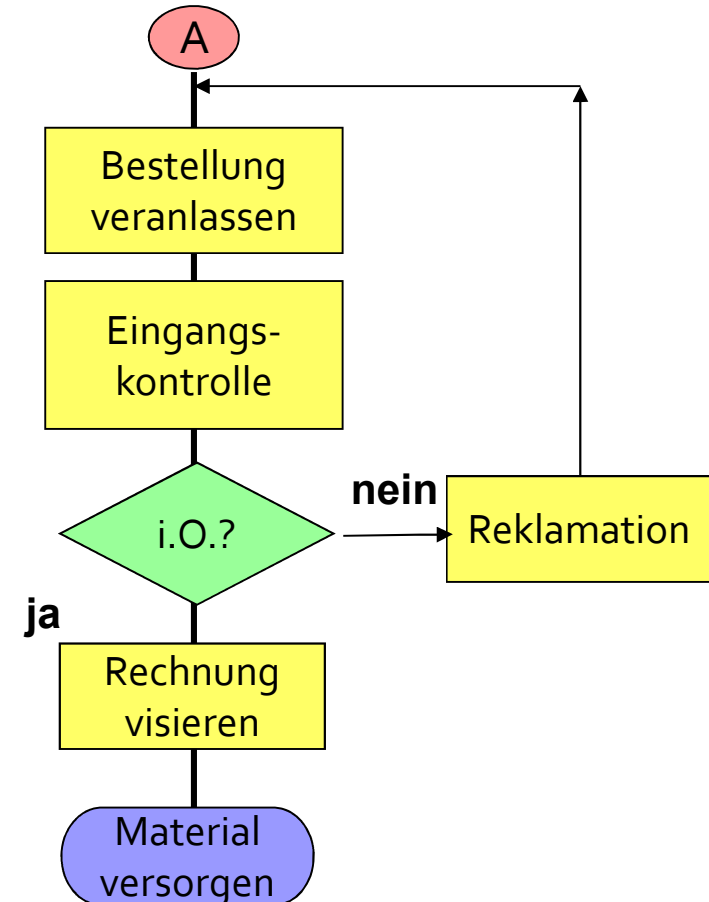 A
Bestellung
veranlassen
Eingangs-
kontrolle
i.O.?
nein
Reklamation
ja
Rechnung
visieren
Material
versorgen